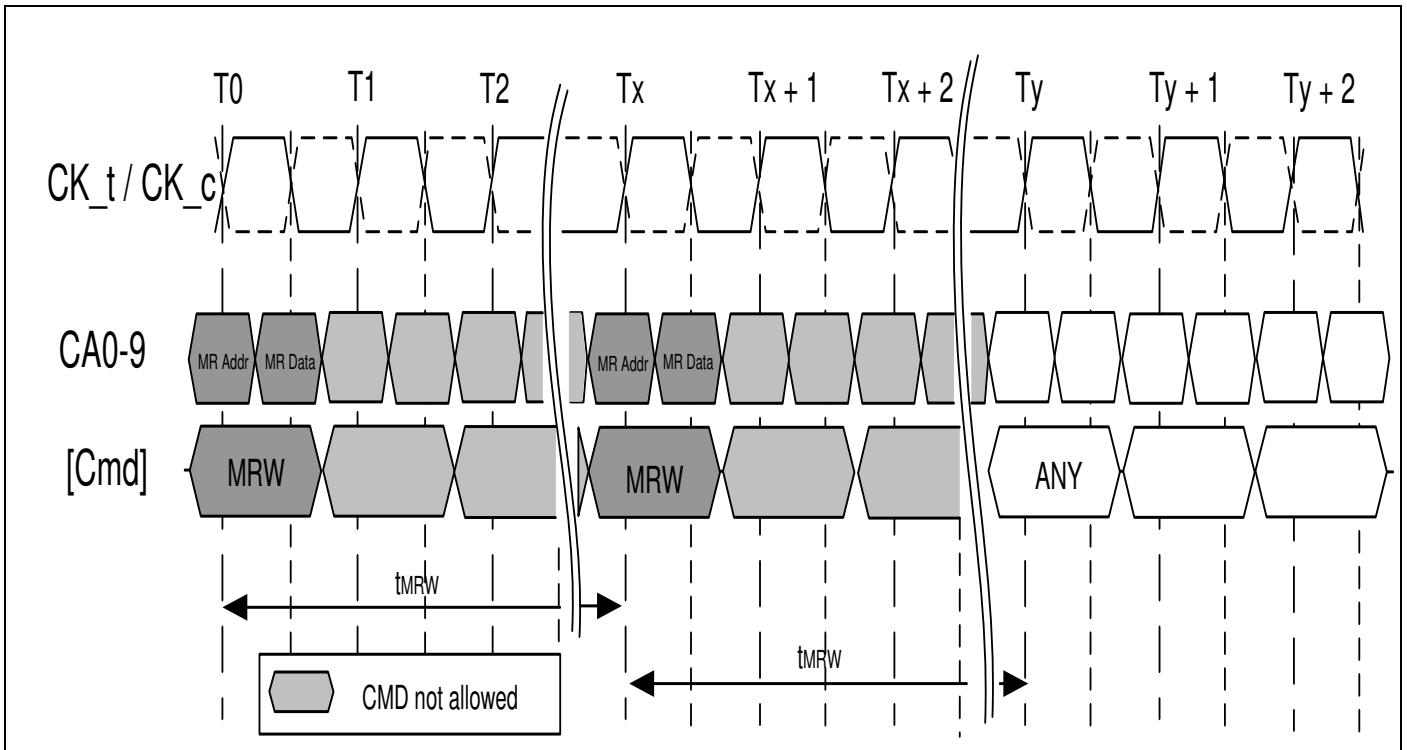 T0 T1 T2 Tx Tx + 1 Tx + 2 Ty Ty + 1 Ty + 2
CK_t / CK_c
CA0-9 MR Addr MR Data MR Addr MR Data
[Cmd] MRW MRW ANY
tMRW
tMRW
CMD not allowed